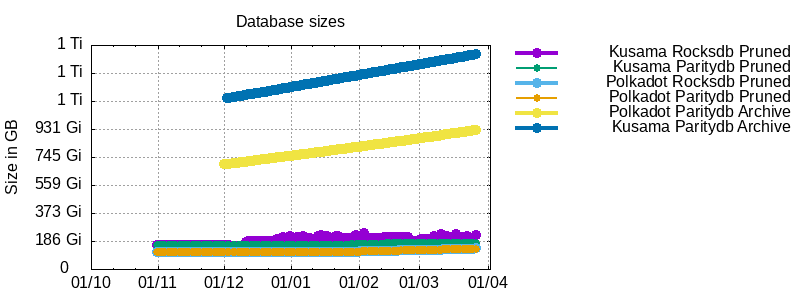 Database sizes
1 Ti
1 Ti
1 Ti
931 Gi
745 Gi
559 Gi
373 Gi
186 Gi
0
Size in GB
01/10 01/11 01/12 01/01 01/02 01/03 01/04
Kusama Rocksdb Pruned
Kusama Paritydb Pruned
Polkadot Rocksdb Pruned
Polkadot Paritydb Pruned
Polkadot Paritydb Archive
Kusama Paritydb Archive